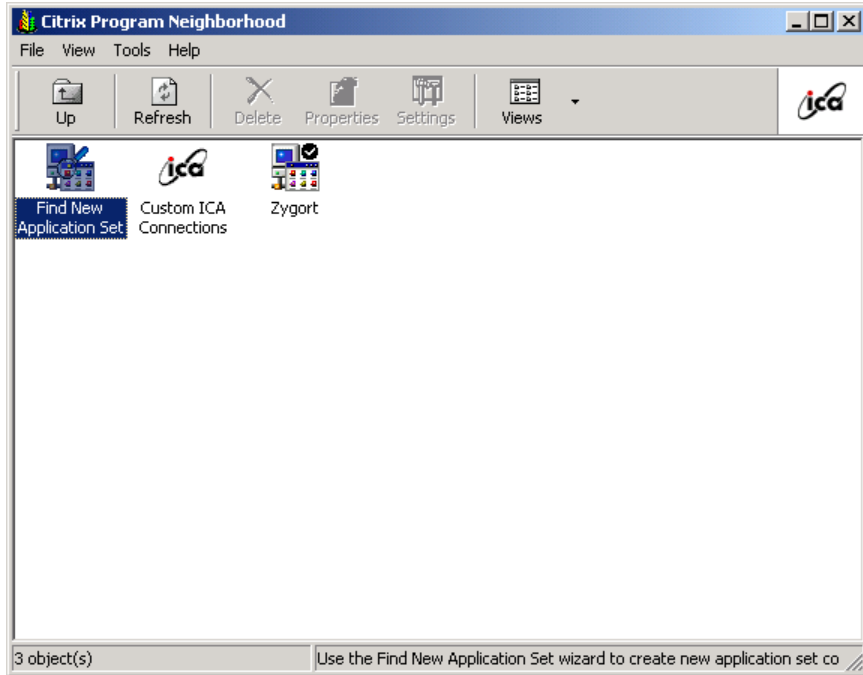 Citrix Program Neighborhood
File View Tools Help
Up Refresh Delete Properties Settings Views
ica
ica
Find New Custom ICA Zygort
Application Set Connections
3 object(s) Use the Find New Application Set wizard to create new application set co